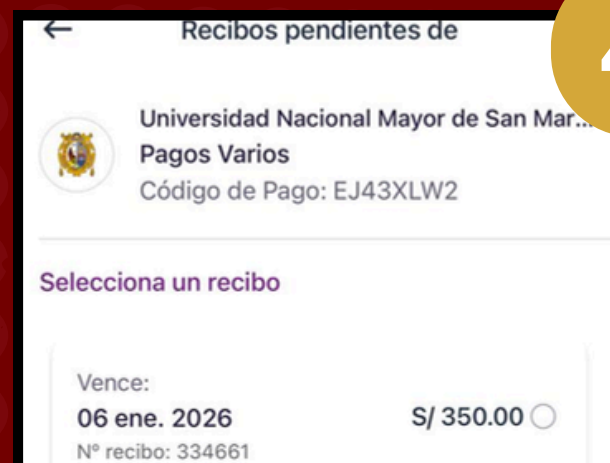 Recibos pendientes de
Universidad Nacional Mayor de San Mar...
Pagos Varios
Código de Pago: EJ43XLW2
Selecciona un recibo
Vence:
06 ene. 2026
S/ 350.00
Nº recibo: 334661